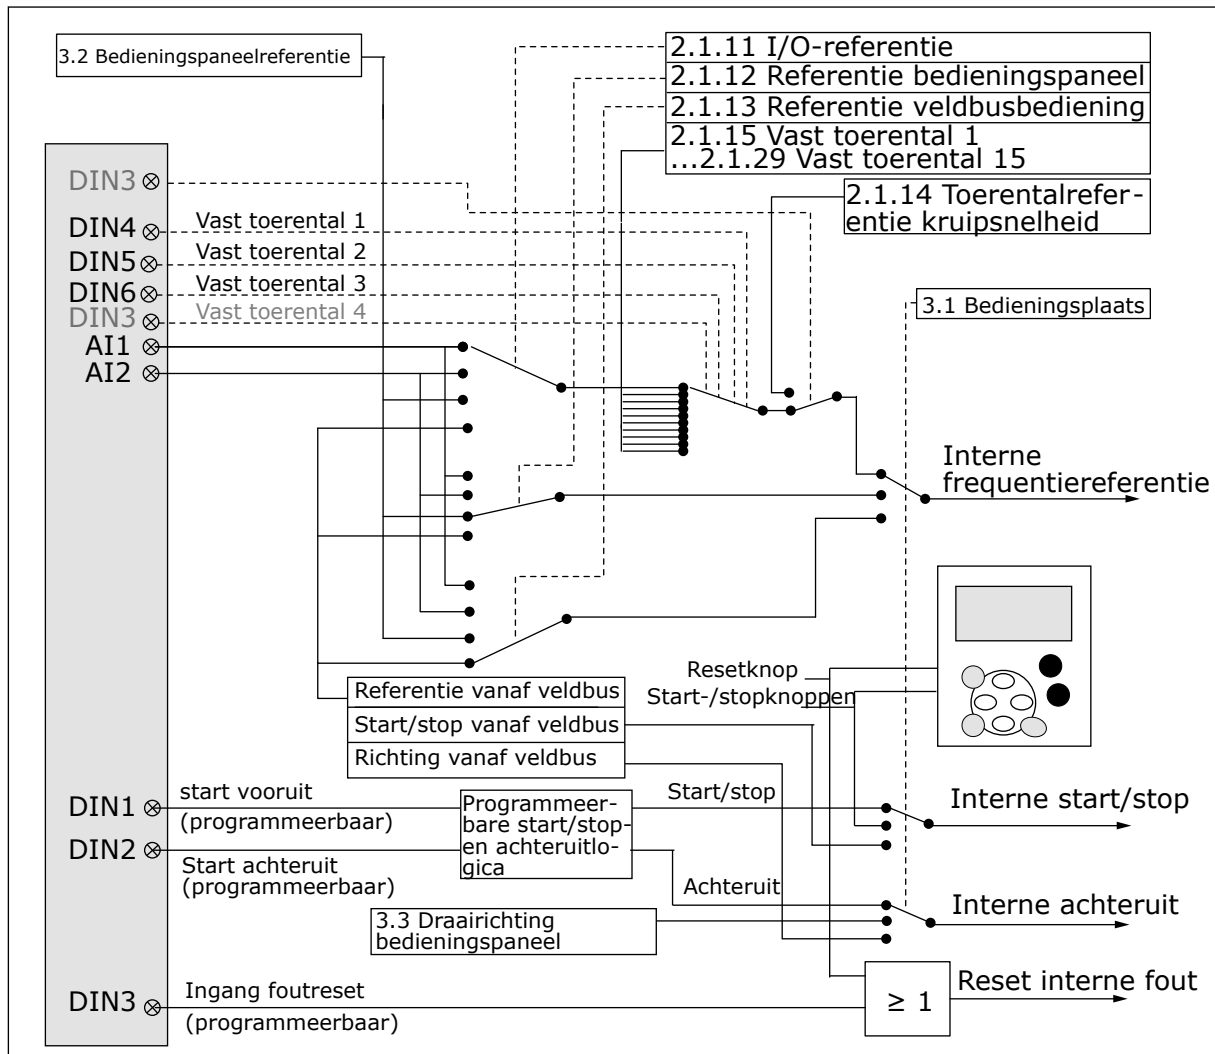 3.2 Bedieningspaneelreferentie
2.1.11 I/O-referentie
2.1.12 Referentie bedieningspaneel
2.1.13 Referentie veldbusbediening
2.1.15 Vast toerental 1
...2.1.29 Vast toerental 15
2.1.14 Toerentalrefer-
entie kruipsnelheid
3.1 Bedieningsplaats
DIN3
DIN4
Vast toerental 1
DIN5
Vast toerental 2
DIN6
Vast toerental 3
DIN3
Vast toerental 4
AI1
AI2
Interne
frequentiereferentie
Resetknop
Start-/stopknoppen
Referentie vanaf veldbus
Start/stop vanaf veldbus
Richting vanaf veldbus
DIN1
start vooruit
(programmeerbaar)
DIN2
Start achteruit
(programmeerbaar)
Programmeer-
bare start/stop-
en achteruitlo-
gica
Start/stop
Interne start/stop
Achteruit
Interne achteruit
3.3 Draairichting
bedieningspaneel
DIN3
Ingang foutreset
(programmeerbaar)
≥ 1
Reset interne fout